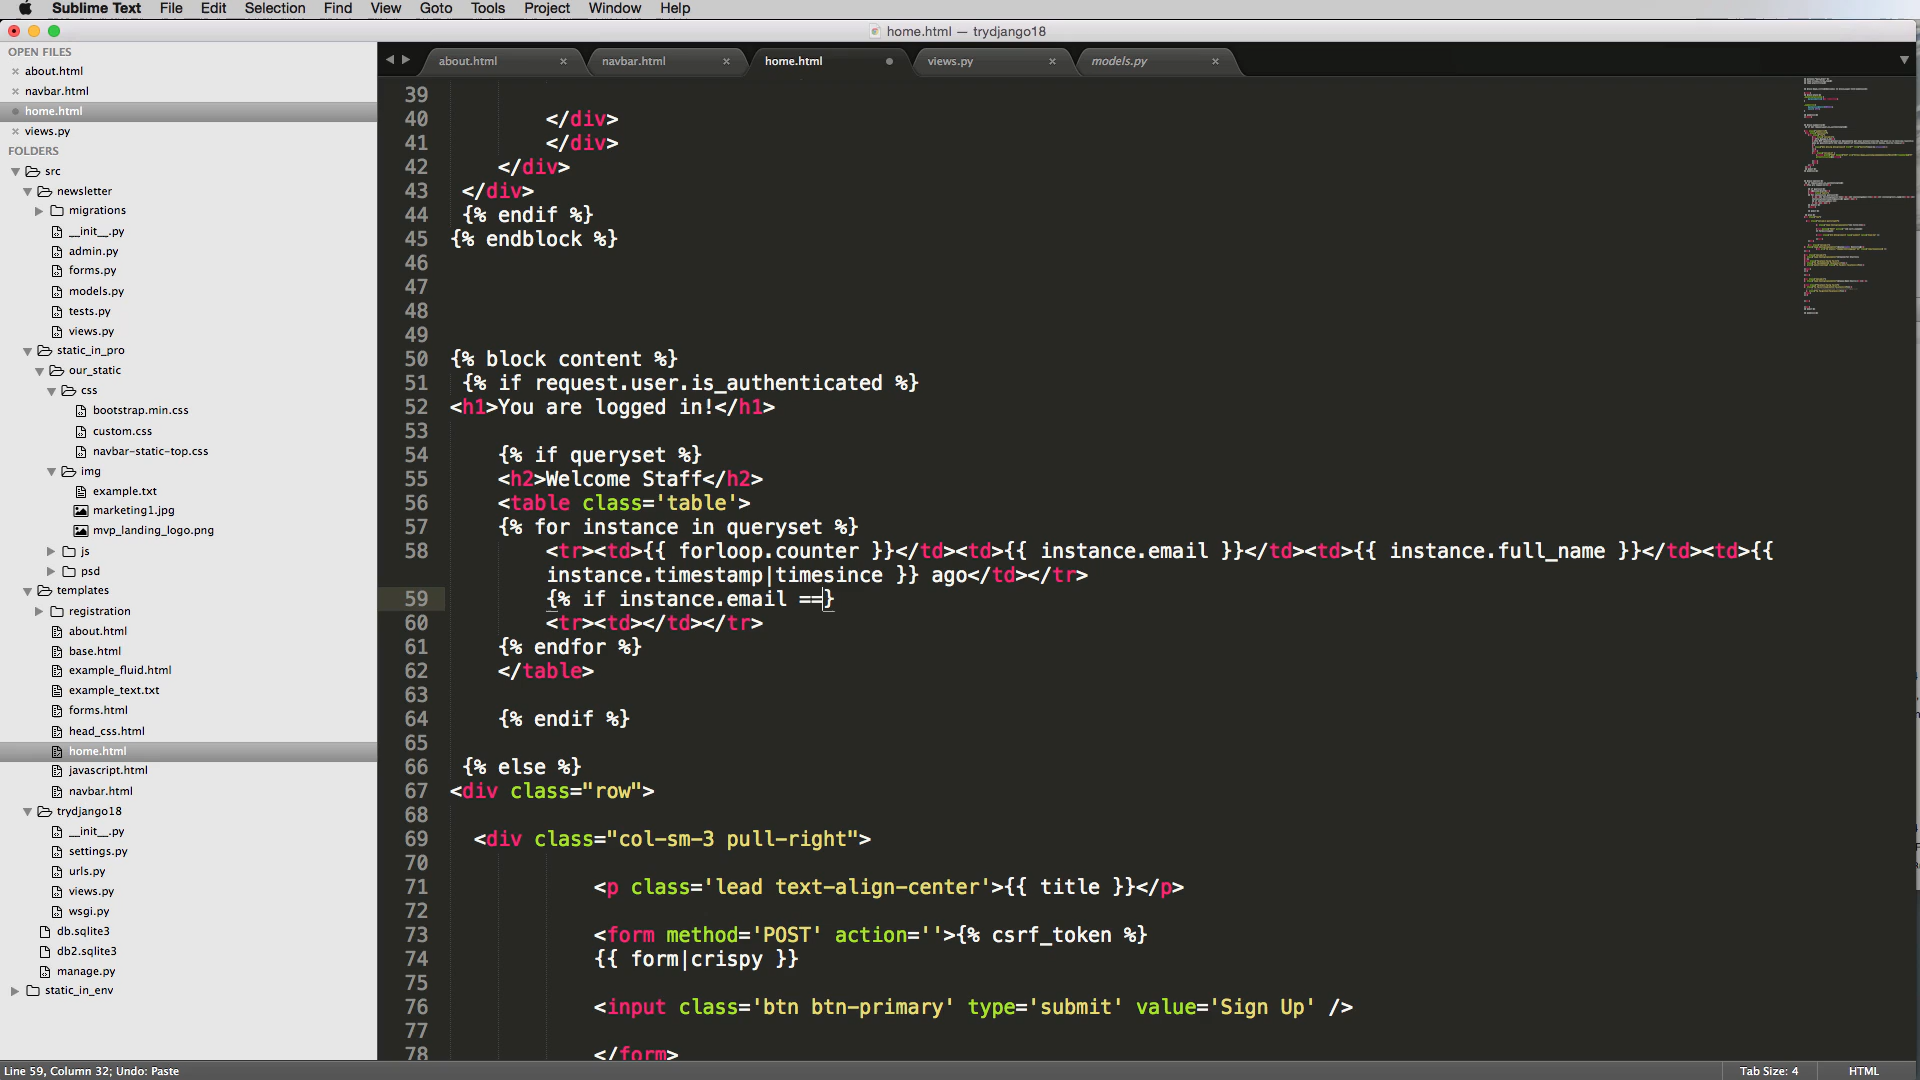 Sublime Text File Edit Selection Find View Goto Tools Project Window Help
home.html — trydjango18
OPEN FILES
about.html
navbar.html
home.html
views.py
FOLDERS
src
newsletter
migrations
__init__.py
admin.py
forms.py
models.py
tests.py
views.py
static_in_pro
our_static
css
bootstrap.min.css
custom.css
navbar-static-top.css
img
example.txt
marketing1.jpg
mvp_landing_logo.png
js
psd
templates
registration
about.html
base.html
example_fluid.html
example_text.txt
forms.html
head_css.html
home.html
javascript.html
navbar.html
trydjango18
__init__.py
settings.py
urls.py
views.py
wsgi.py
db.sqlite3
db2.sqlite3
manage.py
static_in_env
about.html navbar.html home.html views.py models.py
39
40 </div>
41 </div>
42 </div>
43 </div>
44 {% endif %}
45 {% endblock %}
46
47
48
49
50 {% block content %}
51 {% if request.user.is_authenticated %}
52 <h1>You are logged in!</h1>
53
54 {% if queryset %}
55 <h2>Welcome Staff</h2>
56 <table class='table'>
57 {% for instance in queryset %}
58 <tr><td>{{ forloop.counter }}</td><td>{{ instance.email }}</td><td>{{ instance.full_name }}</td><td>{{
instance.timestamp|timesince }} ago</td></tr>
59 {% if instance.email ==}
60 <tr><td></td></tr>
61 {% endfor %}
62 </table>
63
64 {% endif %}
65
66 {% else %}
67 <div class="row">
68
69 <div class="col-sm-3 pull-right">
70
71 <p class='lead text-align-center'>{{ title }}</p>
72
73 <form method='POST' action=''>{% csrf_token %}
74 {{ form|crispy }}
75
76 <input class='btn btn-primary' type='submit' value='Sign Up' />
77
78 </form>
Line 59, Column 32; Undo: Paste
Tab Size: 4 HTML